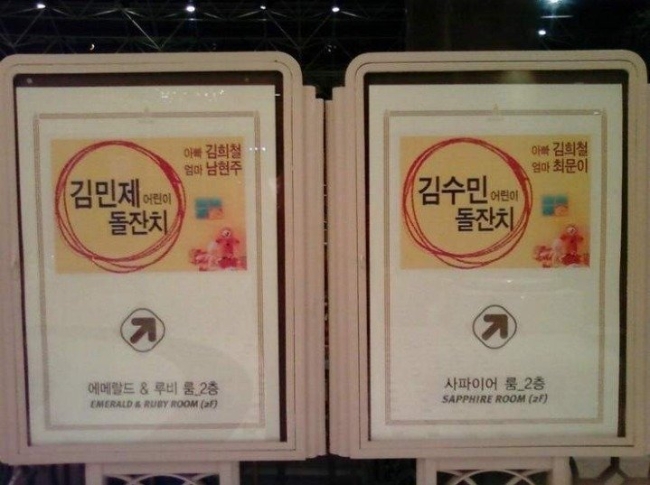 아빠 김희철
엄마 남현주
김민제 어린이
돌잔치
에메랄드 & 루비 룸_2층
EMERALD & RUBY ROOM (2F)
아빠 김희철
엄마 최문이
김수민 어린이
돌잔치
사파이어 룸_2층
SAPPHIRE ROOM (2F)